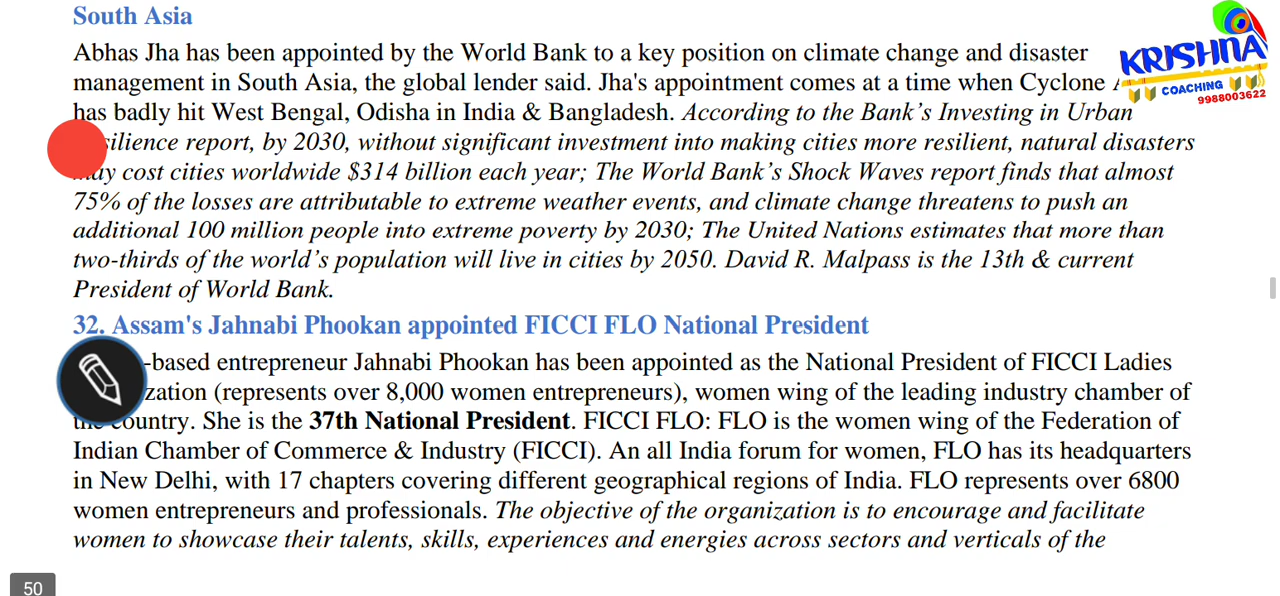 South Asia
Abhas Jha has been appointed by the World Bank to a key position on climate change and disaster
management in South Asia, the global lender said. Jha's appointment comes at a time when Cyclone
has badly hit West Bengal, Odisha in India & Bangladesh. According to the Bank’s Investing in Urban
report, by 2030, without significant investment into making cities more resilient, natural disasters
may cost cities worldwide $314 billion each year; The World Bank’s Shock Waves report finds that almost
75% of the losses are attributable to extreme weather events, and climate change threatens to push an
additional 100 million people into extreme poverty by 2030; The United Nations estimates that more than
two-thirds of the world’s population will live in cities by 2050. David R. Malpass is the 13th & current
President of World Bank.
32. Assam's Jahnabi Phookan appointed FICCI FLO National President
-based entrepreneur Jahnabi Phookan has been appointed as the National President of FICCI Ladies
(represents over 8,000 women entrepreneurs), women wing of the leading industry chamber of
the country. She is the 37th National President. FICCI FLO: FLO is the women wing of the Federation of
Indian Chamber of Commerce & Industry (FICCI). An all India forum for women, FLO has its headquarters
in New Delhi, with 17 chapters covering different geographical regions of India. FLO represents over 6800
women entrepreneurs and professionals. The objective of the organization is to encourage and facilitate
women to showcase their talents, skills, experiences and energies across sectors and verticals of the
50
KRISHNA
COACHING
9988003622